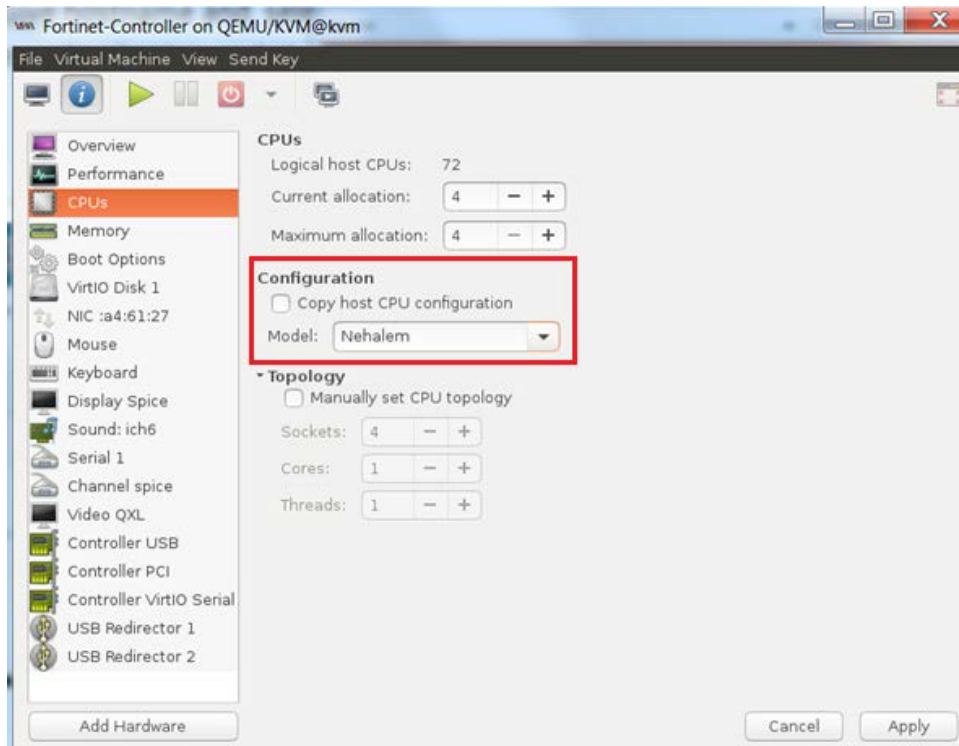 Fortinet-Controller on QEMU/KVM@kvm
File Virtual Machine View Send Key
Overview
Performance
CPUs
Memory
Boot Options
VirtIO Disk 1
NIC :a4:61:27
Mouse
Keyboard
Display Spice
Sound: ich6
Serial 1
Channel spice
Video QXL
Controller USB
Controller PCI
Controller VirtIO Serial
USB Redirector 1
USB Redirector 2
Add Hardware
CPUs
Logical host CPUs: 72
Current allocation: 4 − +
Maximum allocation: 4 − +
Configuration
Copy host CPU configuration
Model: Nehalem
Topology
Manually set CPU topology
Sockets: 4 − +
Cores: 1 − +
Threads: 1 − +
Cancel Apply